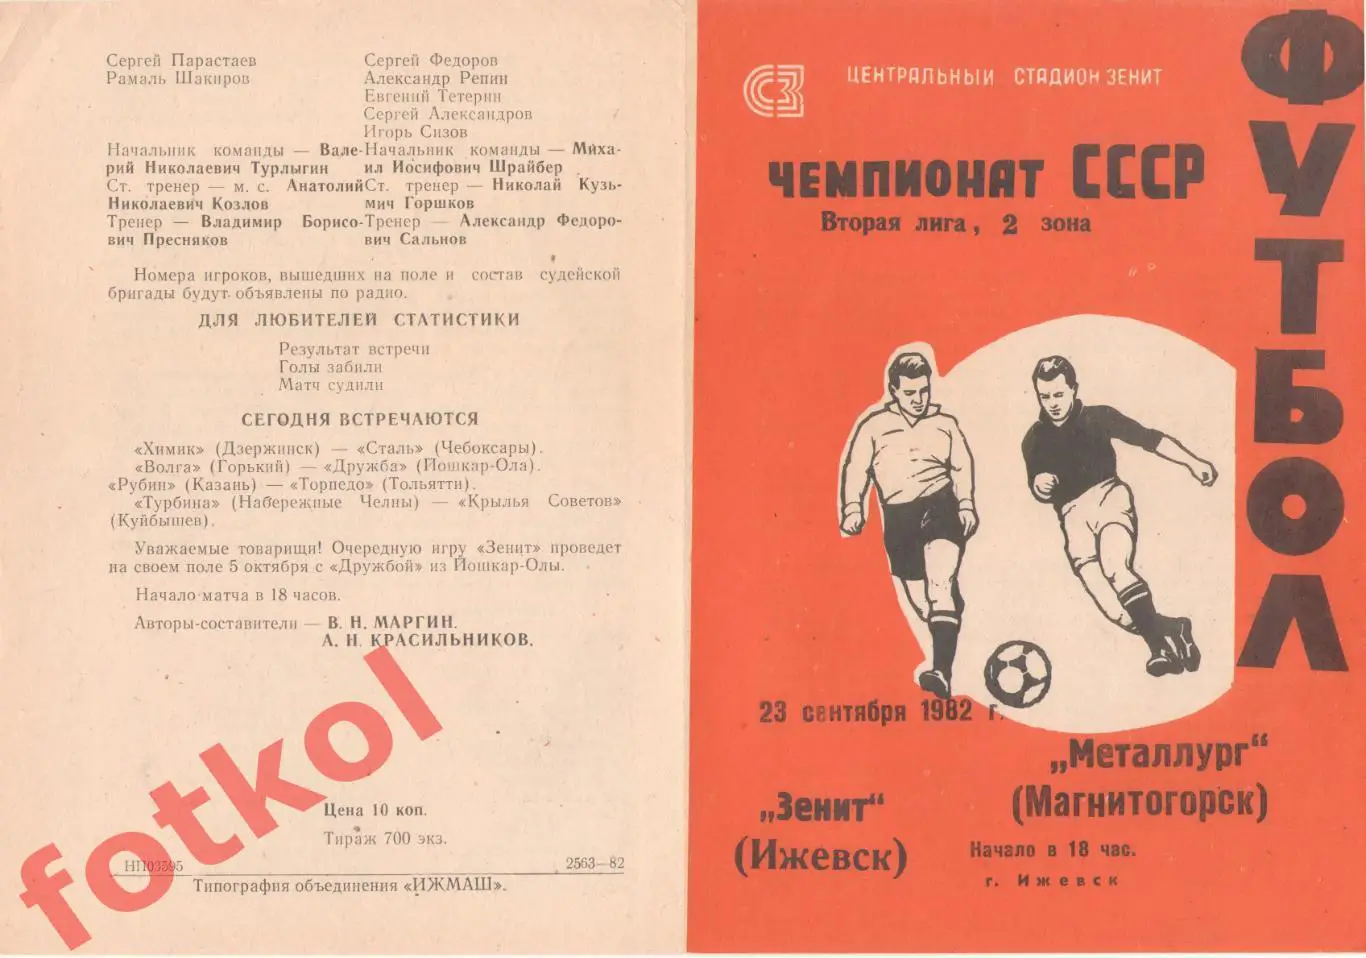 Сергей Парастаев
Рамаль Шакиров
Сергей Федоров
Александр Репин
Евгений Тетерин
Сергей Александров
Игорь Сизов
Начальник команды — Вале-
рий Николаевич Турлыгин
Ст. тренер — м. с. Анатолий
Николаевич Козлов
Тренер — Владимир Борисо-
вич Пресняков
Начальник команды — Миха-
ил Иосифович Шрайбер
Ст. тренер — Николай Кузь-
мич Горшков
Тренер — Александр Федоро-
вич Сальнов
Номера игроков, вышедших на поле и состав судейской
бригады будут объявлены по радио.
ДЛЯ ЛЮБИТЕЛЕЙ СТАТИСТИКИ
Результат встречи
Голы забили
Матч судили
СЕГОДНЯ ВСТРЕЧАЮТСЯ
«Химик» (Дзержинск) — «Сталь» (Чебоксары).
«Волга» (Горький) — «Дружба» (Йошкар-Ола).
«Рубин» (Казань) — «Торпедо» (Тольятти).
«Турбина» (Набережные Челны) — «Крылья Советов»
(Куйбышев).
Уважаемые товарищи! Очередную игру «Зенит» проведет
на своем поле 5 октября с «Дружбой» из Йошкар-Олы.
Начало матча в 18 часов.
Авторы-составители — В. Н. МАРГИН.
А. Н. КРАСИЛЬНИКОВ.
Цена 10 коп.
Тираж 700 экз.
НП03595
2563—82
Типография объединения «ИЖМАШ».
fotkol
СЗ
ЦЕНТРАЛЬНЫЙ СТАДИОН ЗЕНИТ
ЧЕМПИОНАТ СССР
Вторая лига, 2 зона
ФУТБОЛ
23 сентября 1982 г.
„Металлург“
(Магнитогорск)
„Зенит“
(Ижевск)
Начало в 18 час.
г. Ижевск